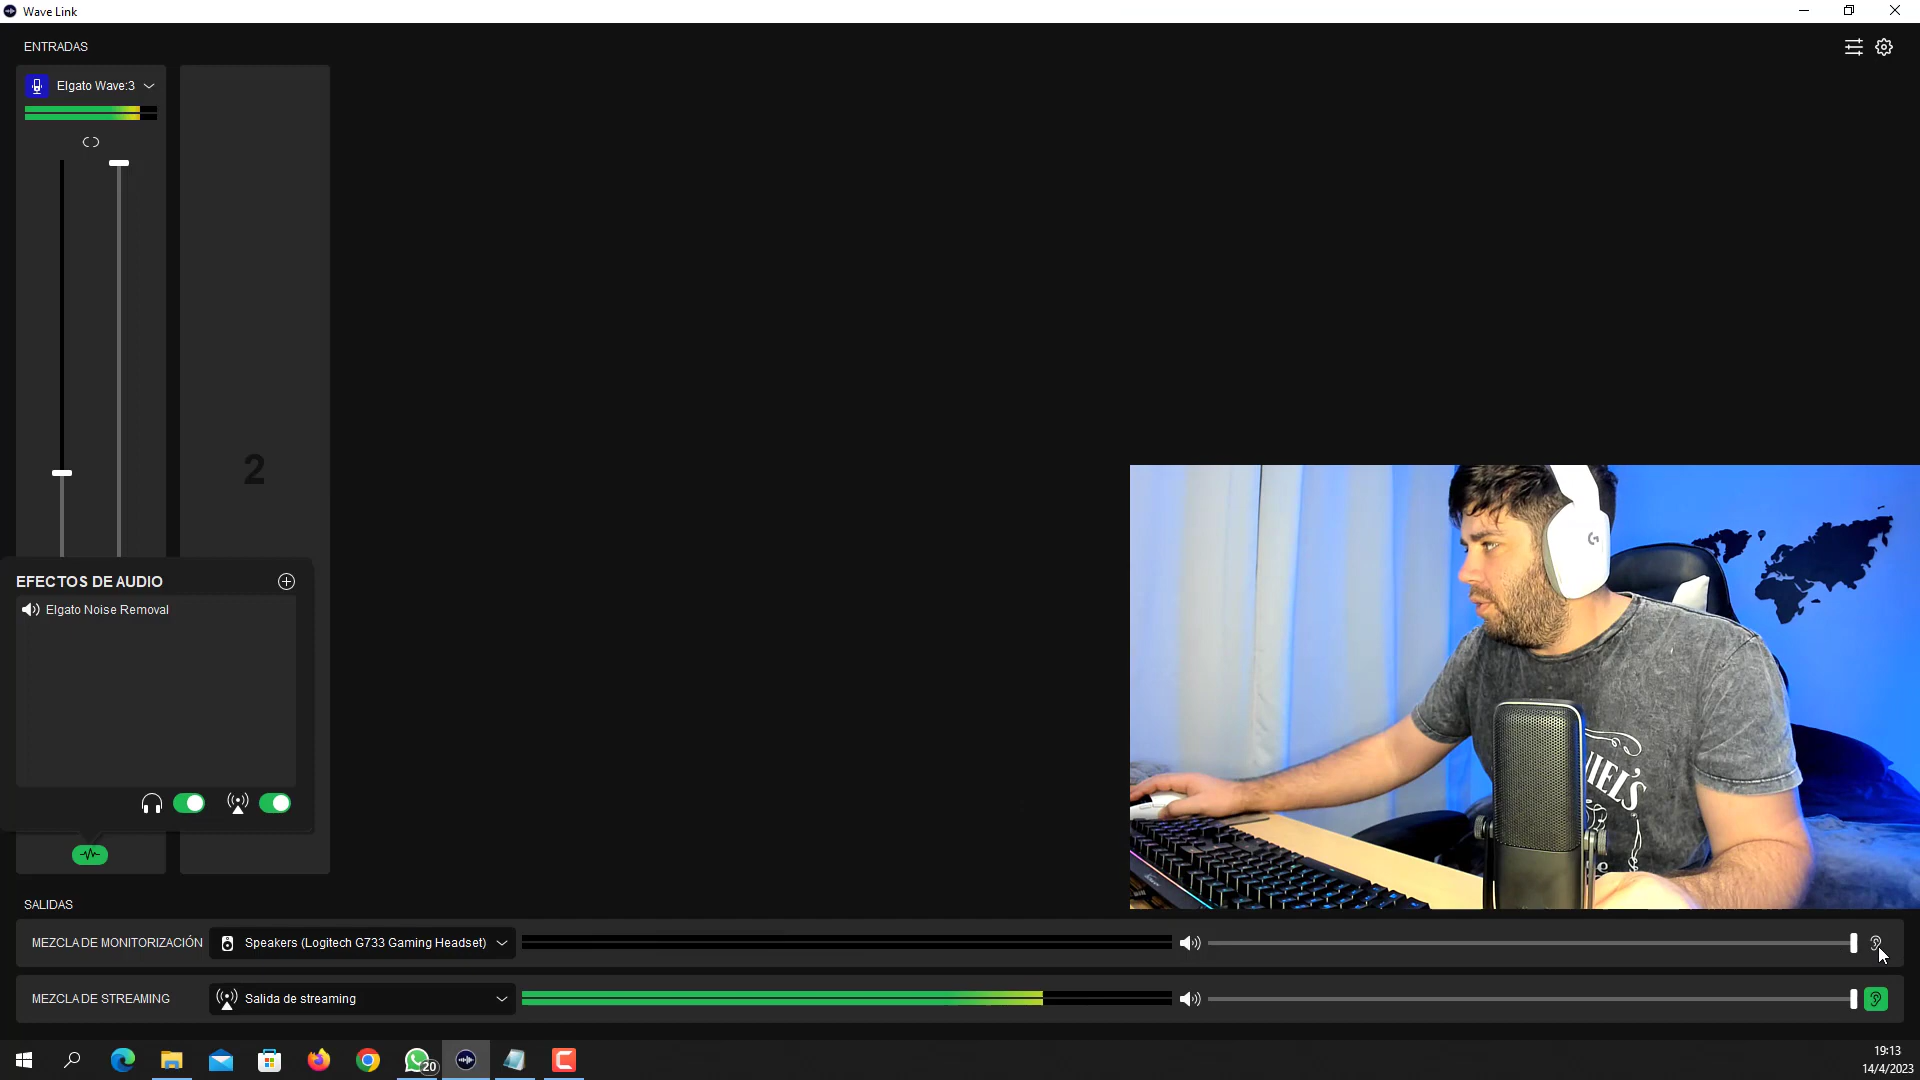 Wave Link
ENTRADAS
Elgato Wave:3
2
EFECTOS DE AUDIO
Elgato Noise Removal
SALIDAS
MEZCLA DE MONITORIZACIÓN
Speakers (Logitech G733 Gaming Headset)
MEZCLA DE STREAMING
Salida de streaming
20
19:13
14/4/2023